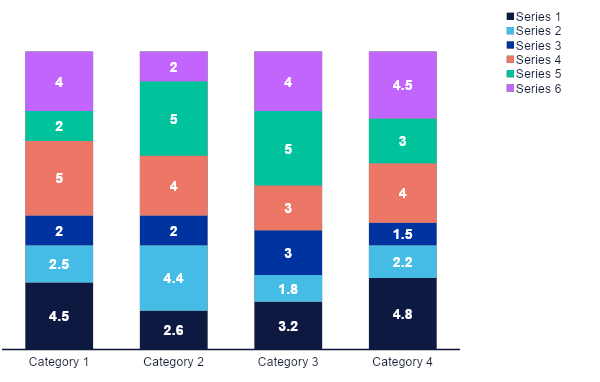 Series 1
Series 2
Series 3
Series 4
Series 5
Series 6
4 2 4 4.5
2 5 5 3
5 4 3 4
2 2 3 1.5
2.5 4.4 1.8 2.2
4.5 2.6 3.2 4.8
Category 1 Category 2 Category 3 Category 4